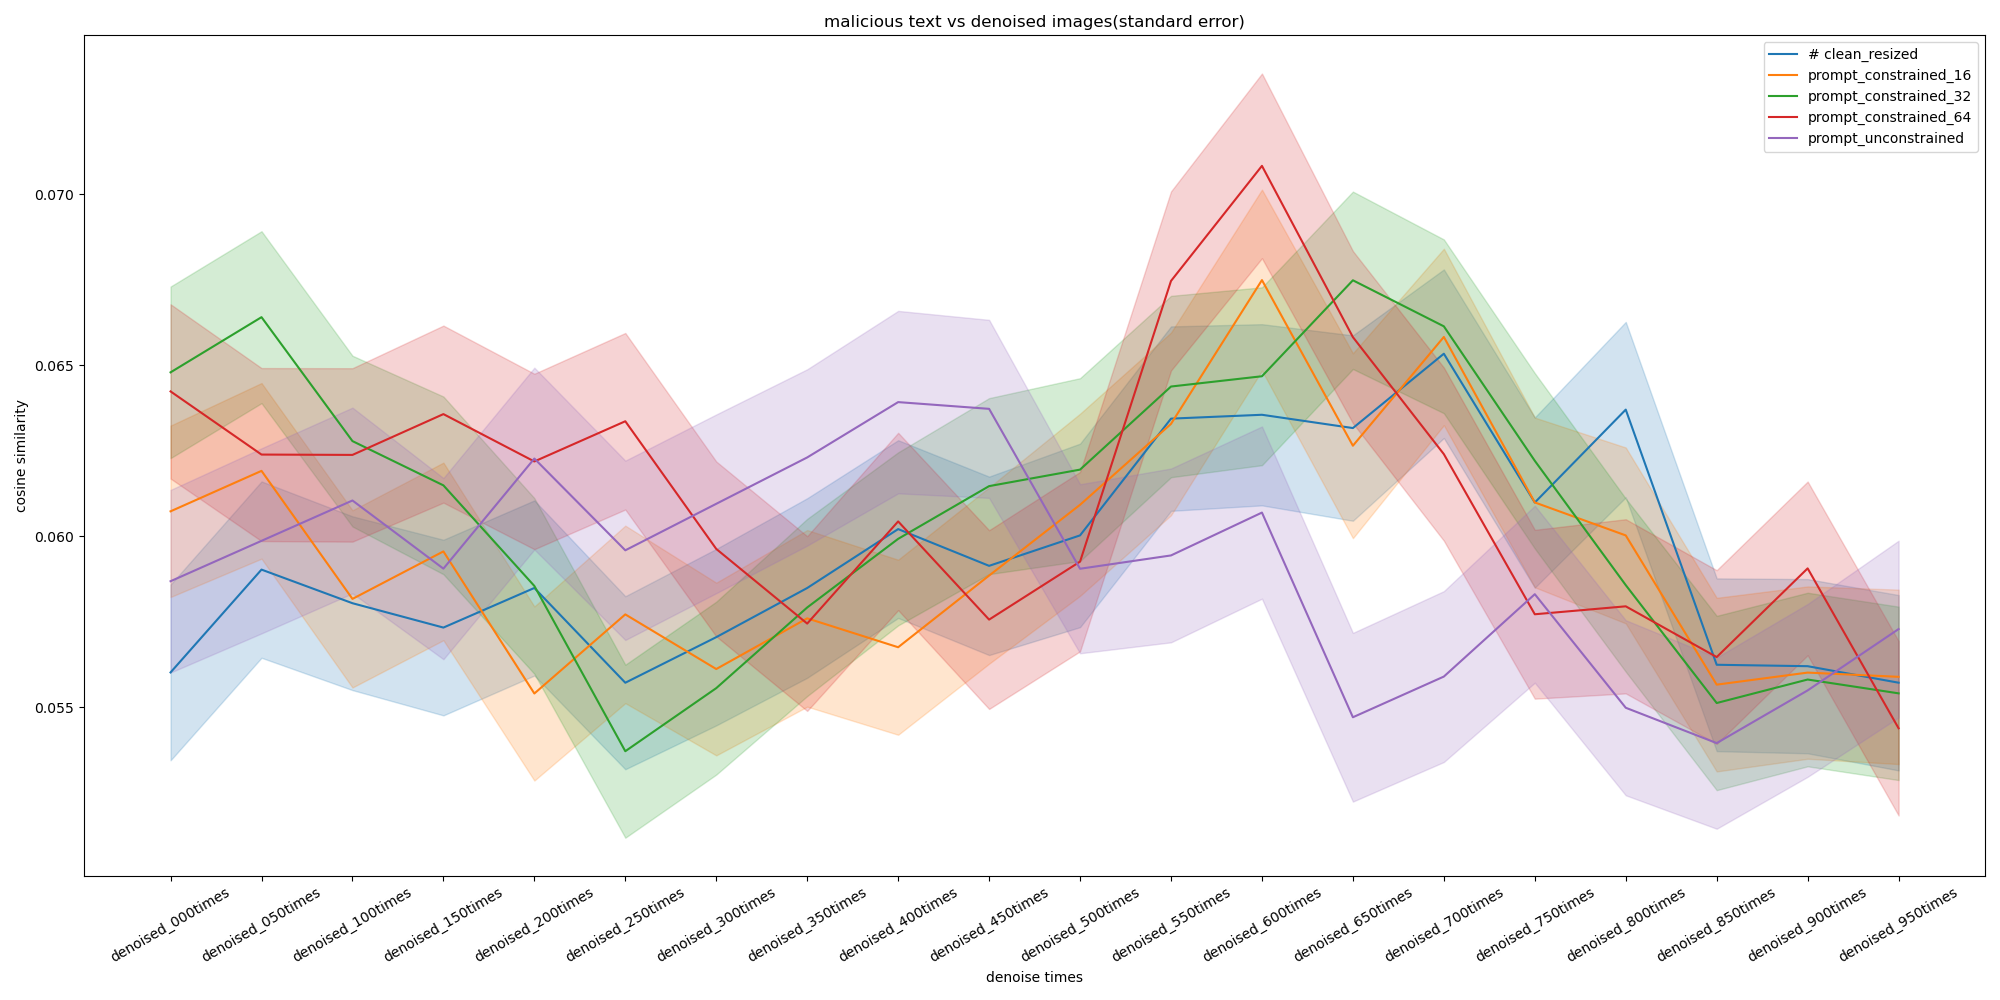 malicious text vs denoised images(standard error)
# clean_resized
prompt_constrained_16
prompt_constrained_32
prompt_constrained_64
prompt_unconstrained
cosine similarity
0.070
0.065
0.060
0.055
denoised_000times
denoised_050times
denoised_100times
denoised_150times
denoised_200times
denoised_250times
denoised_300times
denoised_350times
denoised_400times
denoised_450times
denoised_500times
denoised_550times
denoised_600times
denoised_650times
denoised_700times
denoised_750times
denoised_800times
denoised_850times
denoised_900times
denoised_950times
denoise times